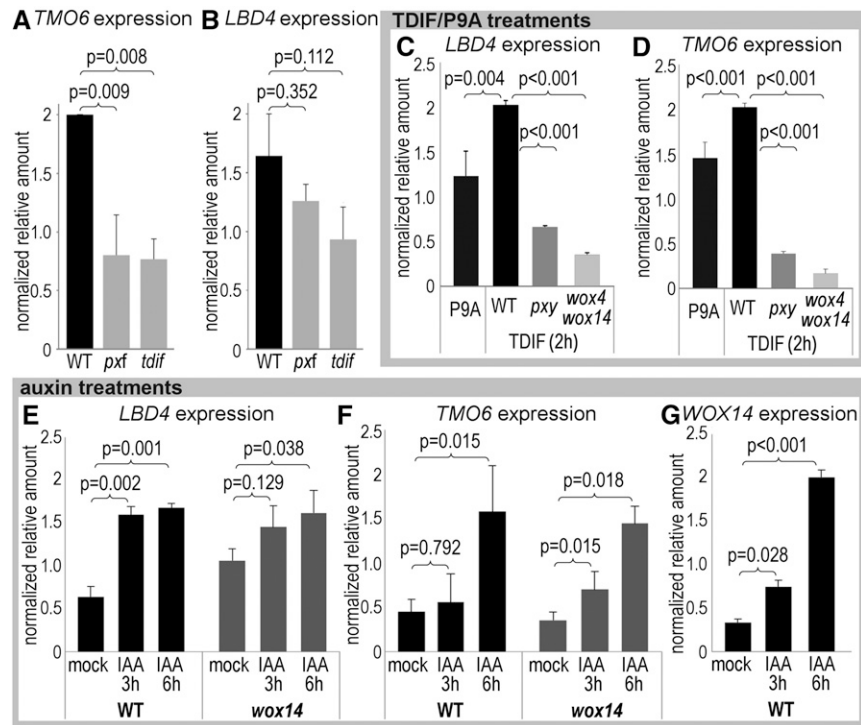 A TMO6 expression
p=0.008
p=0.009
normalized relative amount
2
1.5
1.0
0.5
0
WT pxf tdif
B LBD4 expression
p=0.112
p=0.352
normalized relative amount
2
1.5
1.0
0.5
0
WT pxf tdif
TDIF/P9A treatments
C LBD4 expression
p=0.004 p<0.001
p<0.001
normalized relative amount
2.5
2
1.5
1.0
0.5
0
P9A WT pxy wox4
wox14
TDIF (2h)
D TMO6 expression
p<0.001 p<0.001
p<0.001
normalized relative amount
2.5
2
1.5
1.0
0.5
0
P9A WT pxy wox4
wox14
TDIF (2h)
auxin treatments
E LBD4 expression
p=0.001
p=0.002
p=0.038
p=0.129
normalized relative amount
2.5
2
1.5
1.0
0.5
0
mock IAA IAA mock IAA IAA
3h 6h 3h 6h
WT wox14
F TMO6 expression
p=0.015
p=0.792
p=0.018
p=0.015
normalized relative amount
2.5
2
1.5
1.0
0.5
0
mock IAA IAA mock IAA IAA
3h 6h 3h 6h
WT wox14
G WOX14 expression
p<0.001
p=0.028
normalized relative amount
2.5
2
1.5
1.0
0.5
0
mock IAA IAA
3h 6h
WT